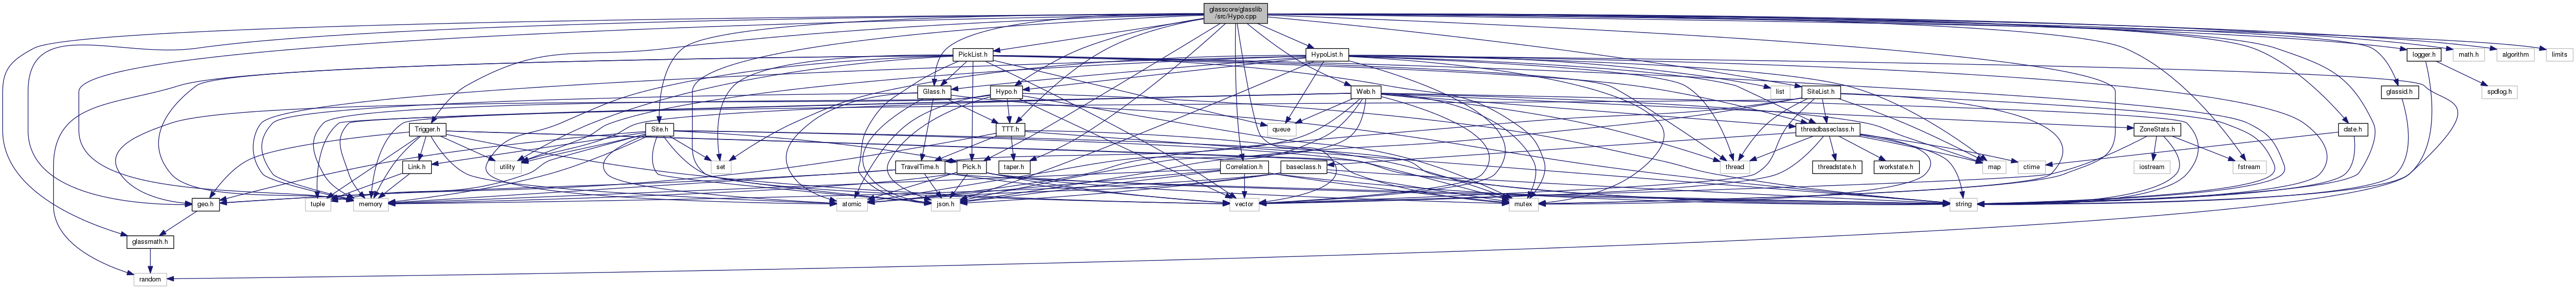 glasscore/glasslib
/src/Hypo.cpp
PickList.h
HypoList.h
logger.h
math.h
algorithm
limits
Glass.h
Hypo.h
Web.h
list
SiteList.h
glassid.h
spdlog.h
Trigger.h
Site.h
TTT.h
queue
threadbaseclass.h
ZoneStats.h
date.h
Link.h
utility
set
TravelTime.h
Pick.h
taper.h
Correlation.h
baseclass.h
thread
threadstate.h
workstate.h
map
ctime
iostream
fstream
geo.h
tuple
memory
atomic
json.h
vector
mutex
string
glassmath.h
random